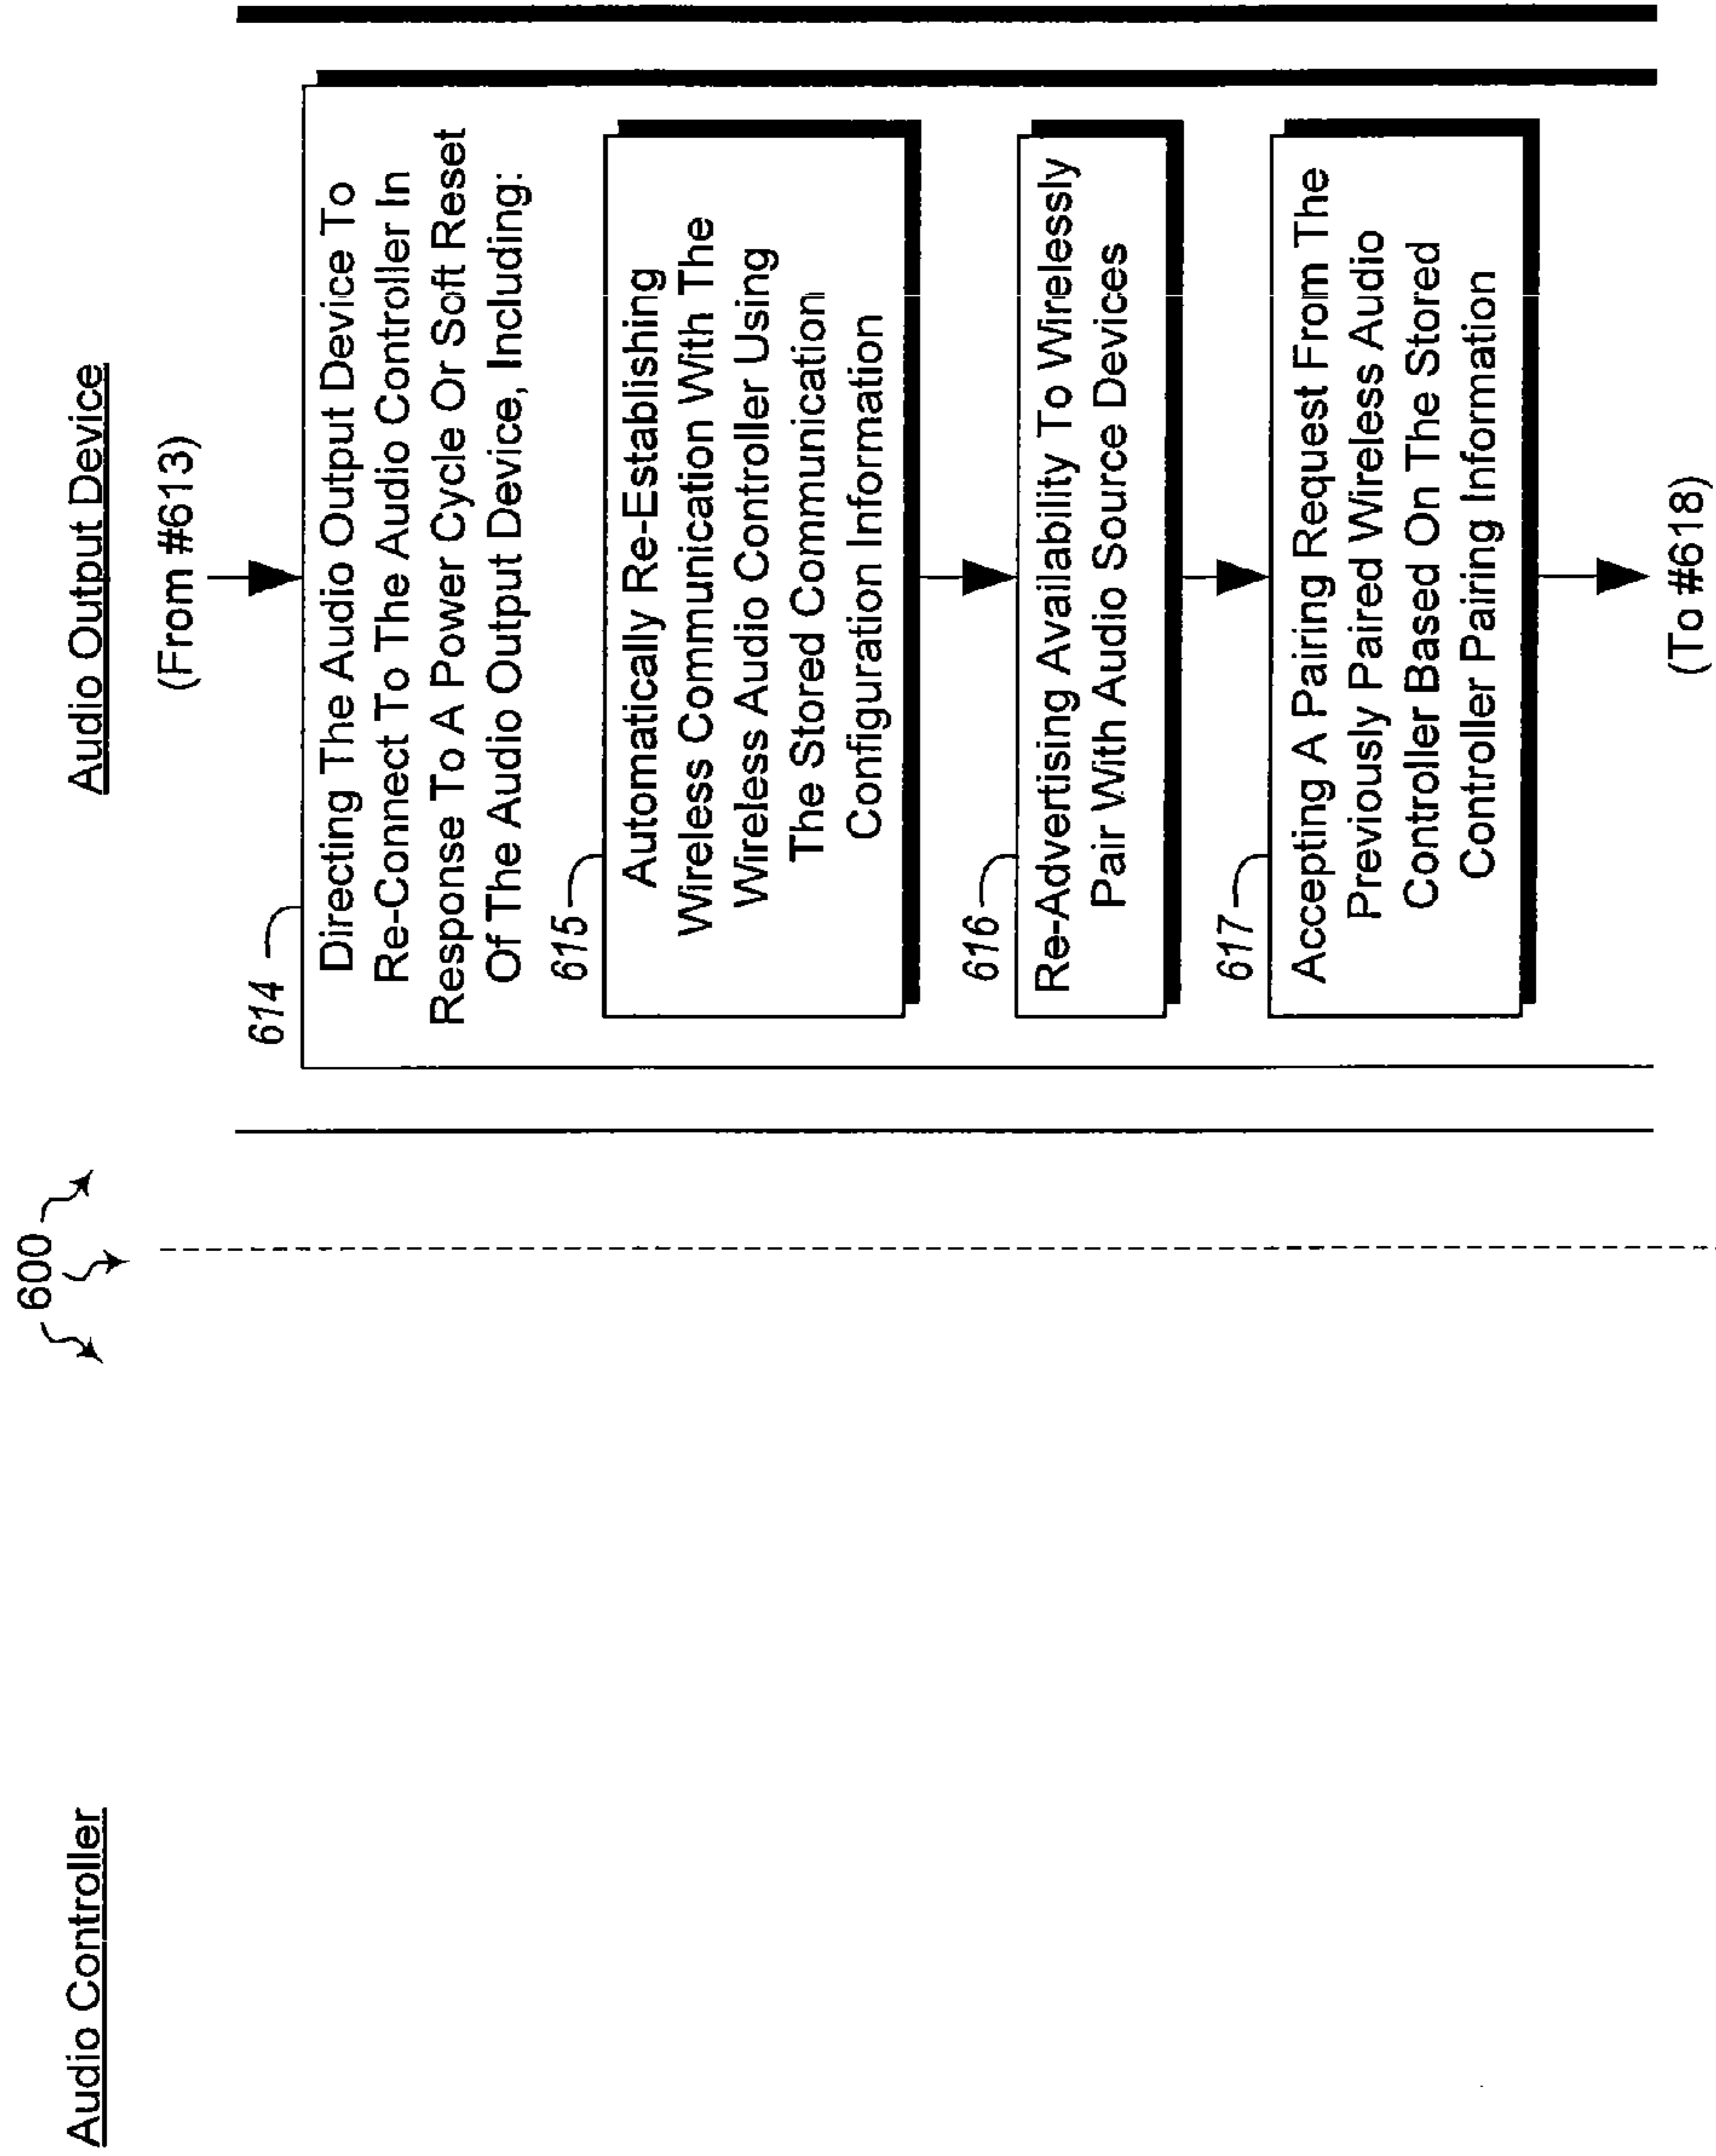 600
Audio Controller
Audio Output Device
(From #613)
614
Directing The Audio Output Device To
Re-Connect To The Audio Controller In
Response To A Power Cycle Or Soft Reset
Of The Audio Output Device, Including:
615
Automatically Re-Establishing
Wireless Communication With The
Wireless Audio Controller Using
The Stored Communication
Configuration Information
616
Re-Advertising Availability To Wirelessly
Pair With Audio Source Devices
617
Accepting A Pairing Request From The
Previously Paired Wireless Audio
Controller Based On The Stored
Controller Pairing Information
(To #618)